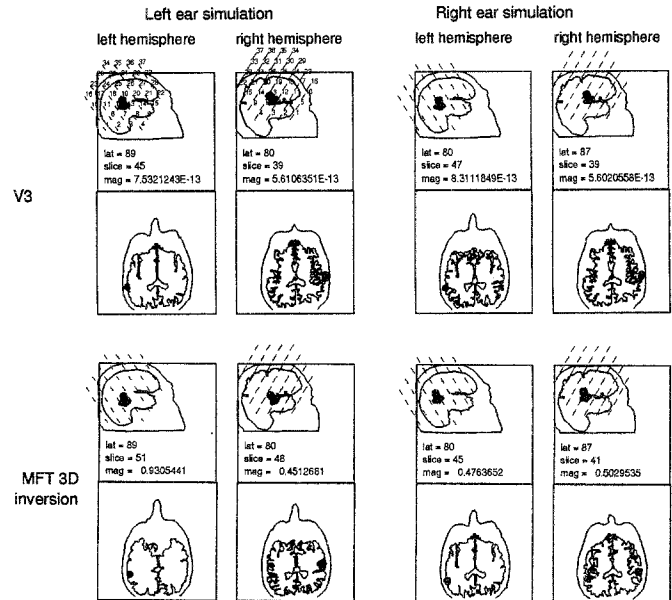 Left ear simulation
Right ear simulation
left hemisphere
right hemisphere
left hemisphere
right hemisphere
V3
lat = 89
slice = 45
mag = 7.5321243E-13
lat = 80
slice = 39
mag = 5.6106351E-13
lat = 80
slice = 47
mag = 8.3111849E-13
lat = 87
slice = 39
mag = 5.6020558E-13
MFT 3D
inversion
lat = 89
slice = 51
mag = 0.9305441
lat = 80
slice = 48
mag = 0.4512681
lat = 80
slice = 45
mag = 0.4763652
lat = 87
slice = 41
mag = 0.5029535